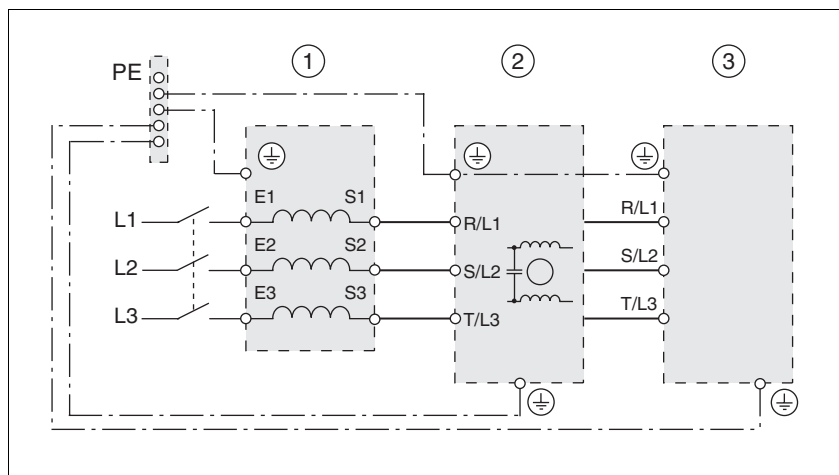 1 2 3
PE
E1 S1
L1 R/L1 R/L1
E2 S2
L2 S/L2 S/L2
E3 S3
L3 T/L3 T/L3